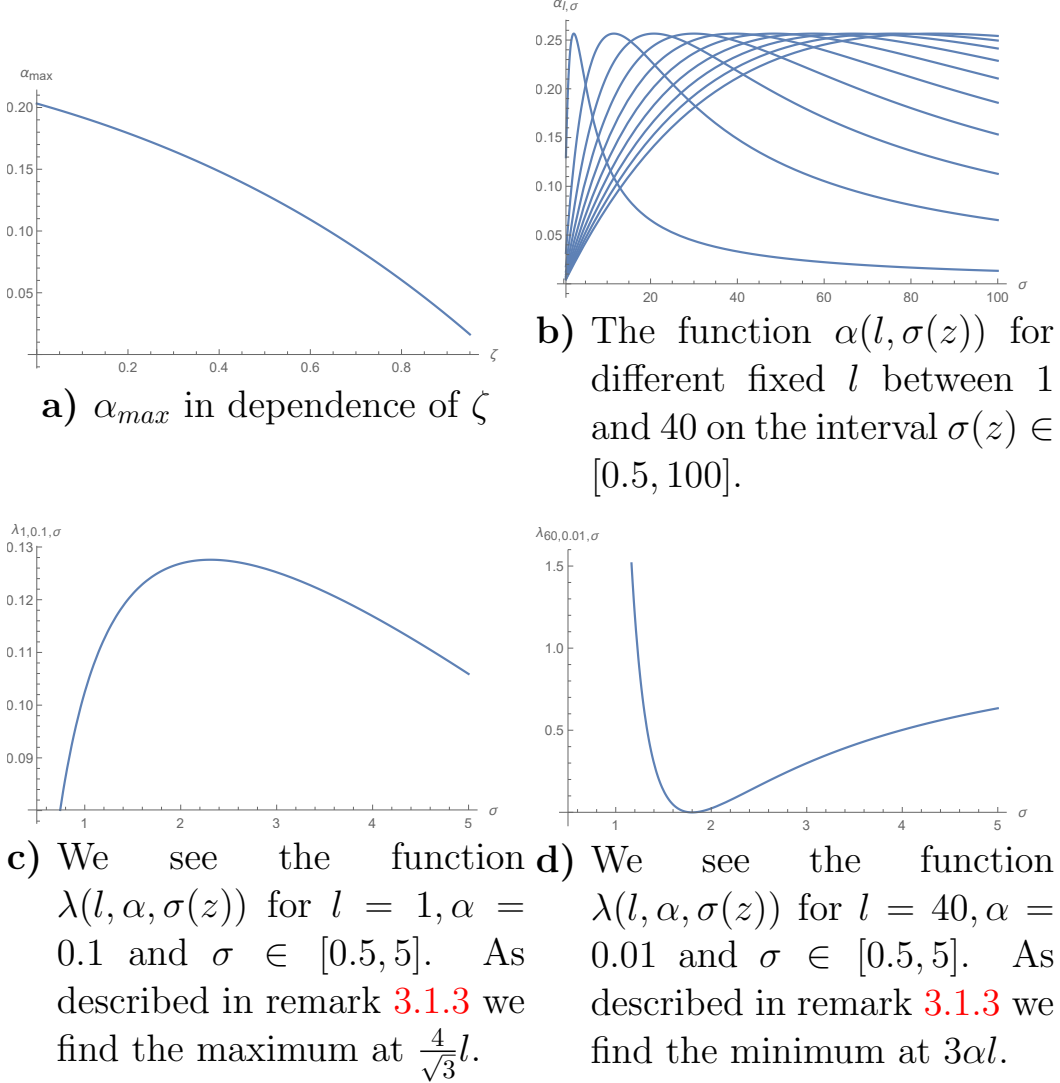 α_max
0.20
0.15
0.10
0.05
0.2 0.4 0.6 0.8 ζ
a) α_{max} in dependence of ζ
α_{l,σ}
0.25
0.20
0.15
0.10
0.05
20 40 60 80 100 σ
b) The function α(l, σ(z)) for
different fixed l between 1
and 40 on the interval σ(z) ∈
[0.5, 100].
λ_{1,0.1,σ}
0.13
0.12
0.11
0.10
0.09
1 2 3 4 5 σ
c) We see the function
λ(l, α, σ(z)) for l = 1, α =
0.1 and σ ∈ [0.5, 5]. As
described in remark 3.1.3 we
find the maximum at \frac{4}{\sqrt{3}}l.
λ_{60,0.01,σ}
1.5
1.0
0.5
1 2 3 4 5 σ
d) We see the function
λ(l, α, σ(z)) for l = 40, α =
0.01 and σ ∈ [0.5, 5]. As
described in remark 3.1.3 we
find the minimum at 3αl.